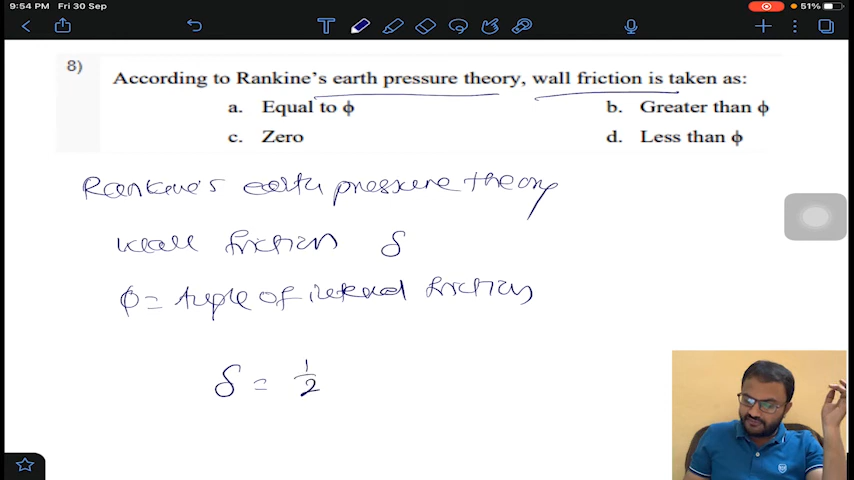 9:54 PM Fri 30 Sep
51%
8)
According to Rankine's earth pressure theory, wall friction is taken as:
a. Equal to ϕ
b. Greater than ϕ
c. Zero
d. Less than ϕ
Rankine's earth pressure theory
wall friction δ
ϕ = Angle of internal friction
δ = 1/2